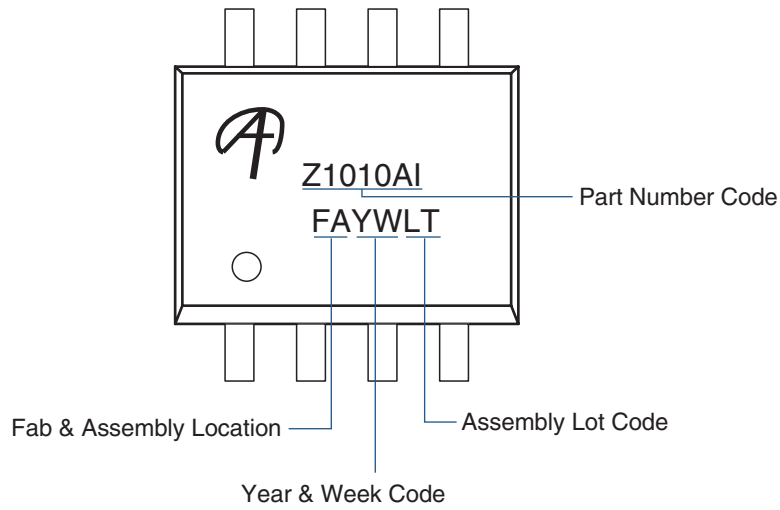 Z1010AI
Part Number Code
FAYWLT
Fab & Assembly Location
Assembly Lot Code
Year & Week Code